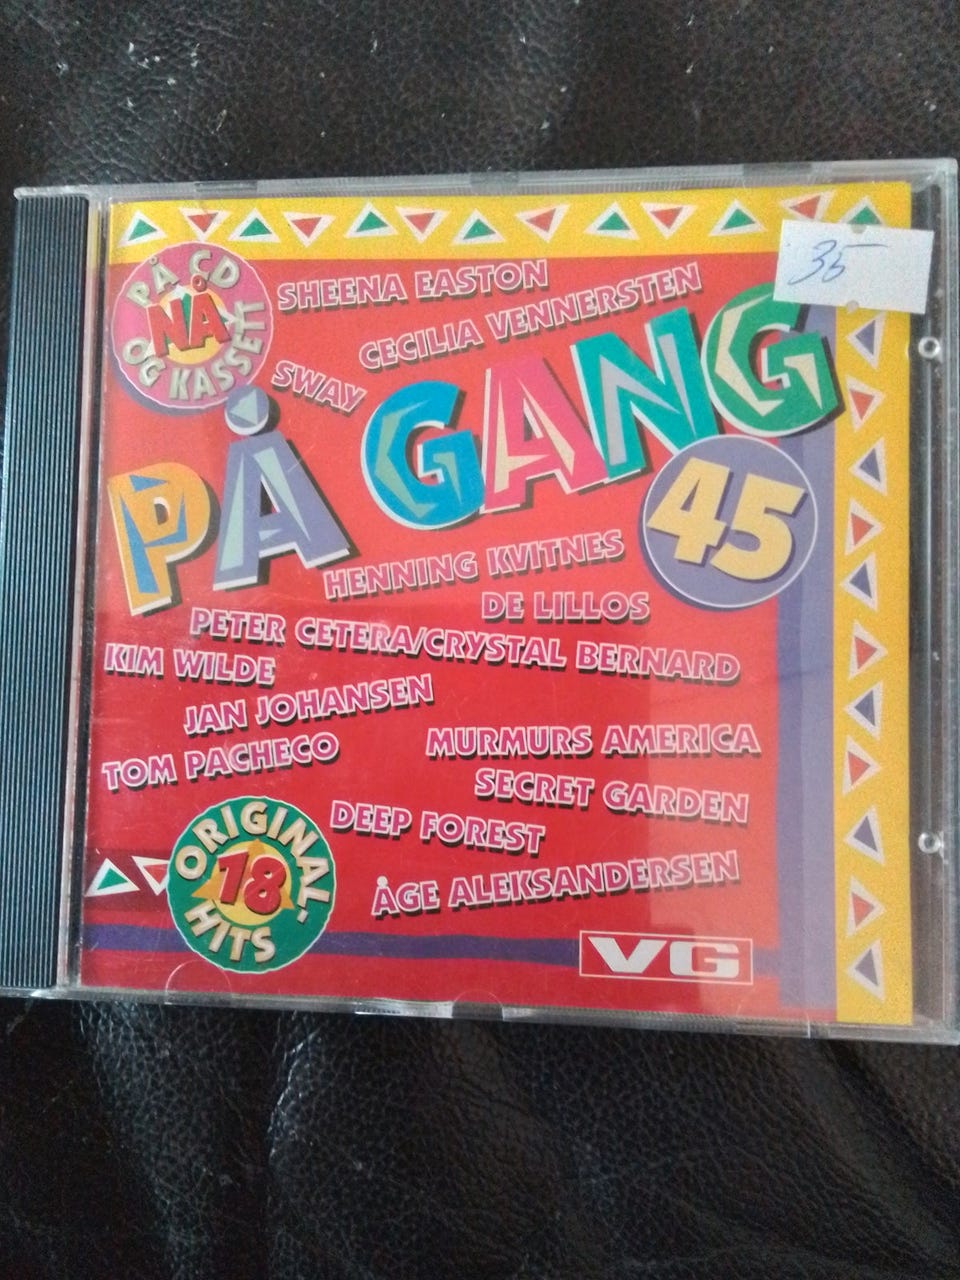 35
PÅ CD
NÅ
OG KASSETT
SHEENA EASTON
CECILIA VENNERSTEN
SWAY
PÅ GANG
45
HENNING KVITNES
DE LILLOS
PETER CETERA/CRYSTAL BERNARD
KIM WILDE
JAN JOHANSEN
TOM PACHECO
MURMURS AMERICA
SECRET GARDEN
DEEP FOREST
ÅGE ALEKSANDERSEN
ORIGINAL-
18
HITS
VG